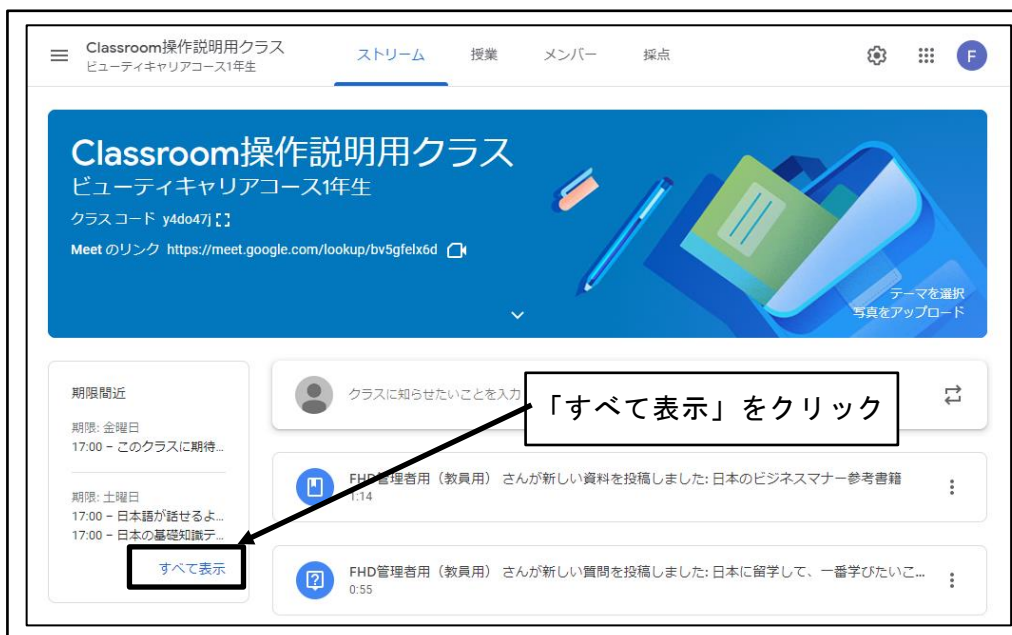 Classroom操作説明用クラス
ビューティキャリアコース1年生
ストリーム
授業
メンバー
採点
F
Classroom操作説明用クラス
ビューティキャリアコース1年生
クラス コード y4do47j
Meet のリンク https://meet.google.com/lookup/bv5gfelx6d
テーマを選択
写真をアップロード
期限間近
期限: 金曜日
17:00 – このクラスに期待...
期限: 土曜日
17:00 – 日本語が話せるよ...
17:00 – 日本の基礎知識テ...
すべて表示
クラスに知らせたいことを入力
「すべて表示」をクリック
FHD管理者用（教員用） さんが新しい資料を投稿しました: 日本のビジネスマナー参考書籍
1:14
FHD管理者用（教員用） さんが新しい質問を投稿しました: 日本に留学して、一番学びたいこ...
0:55